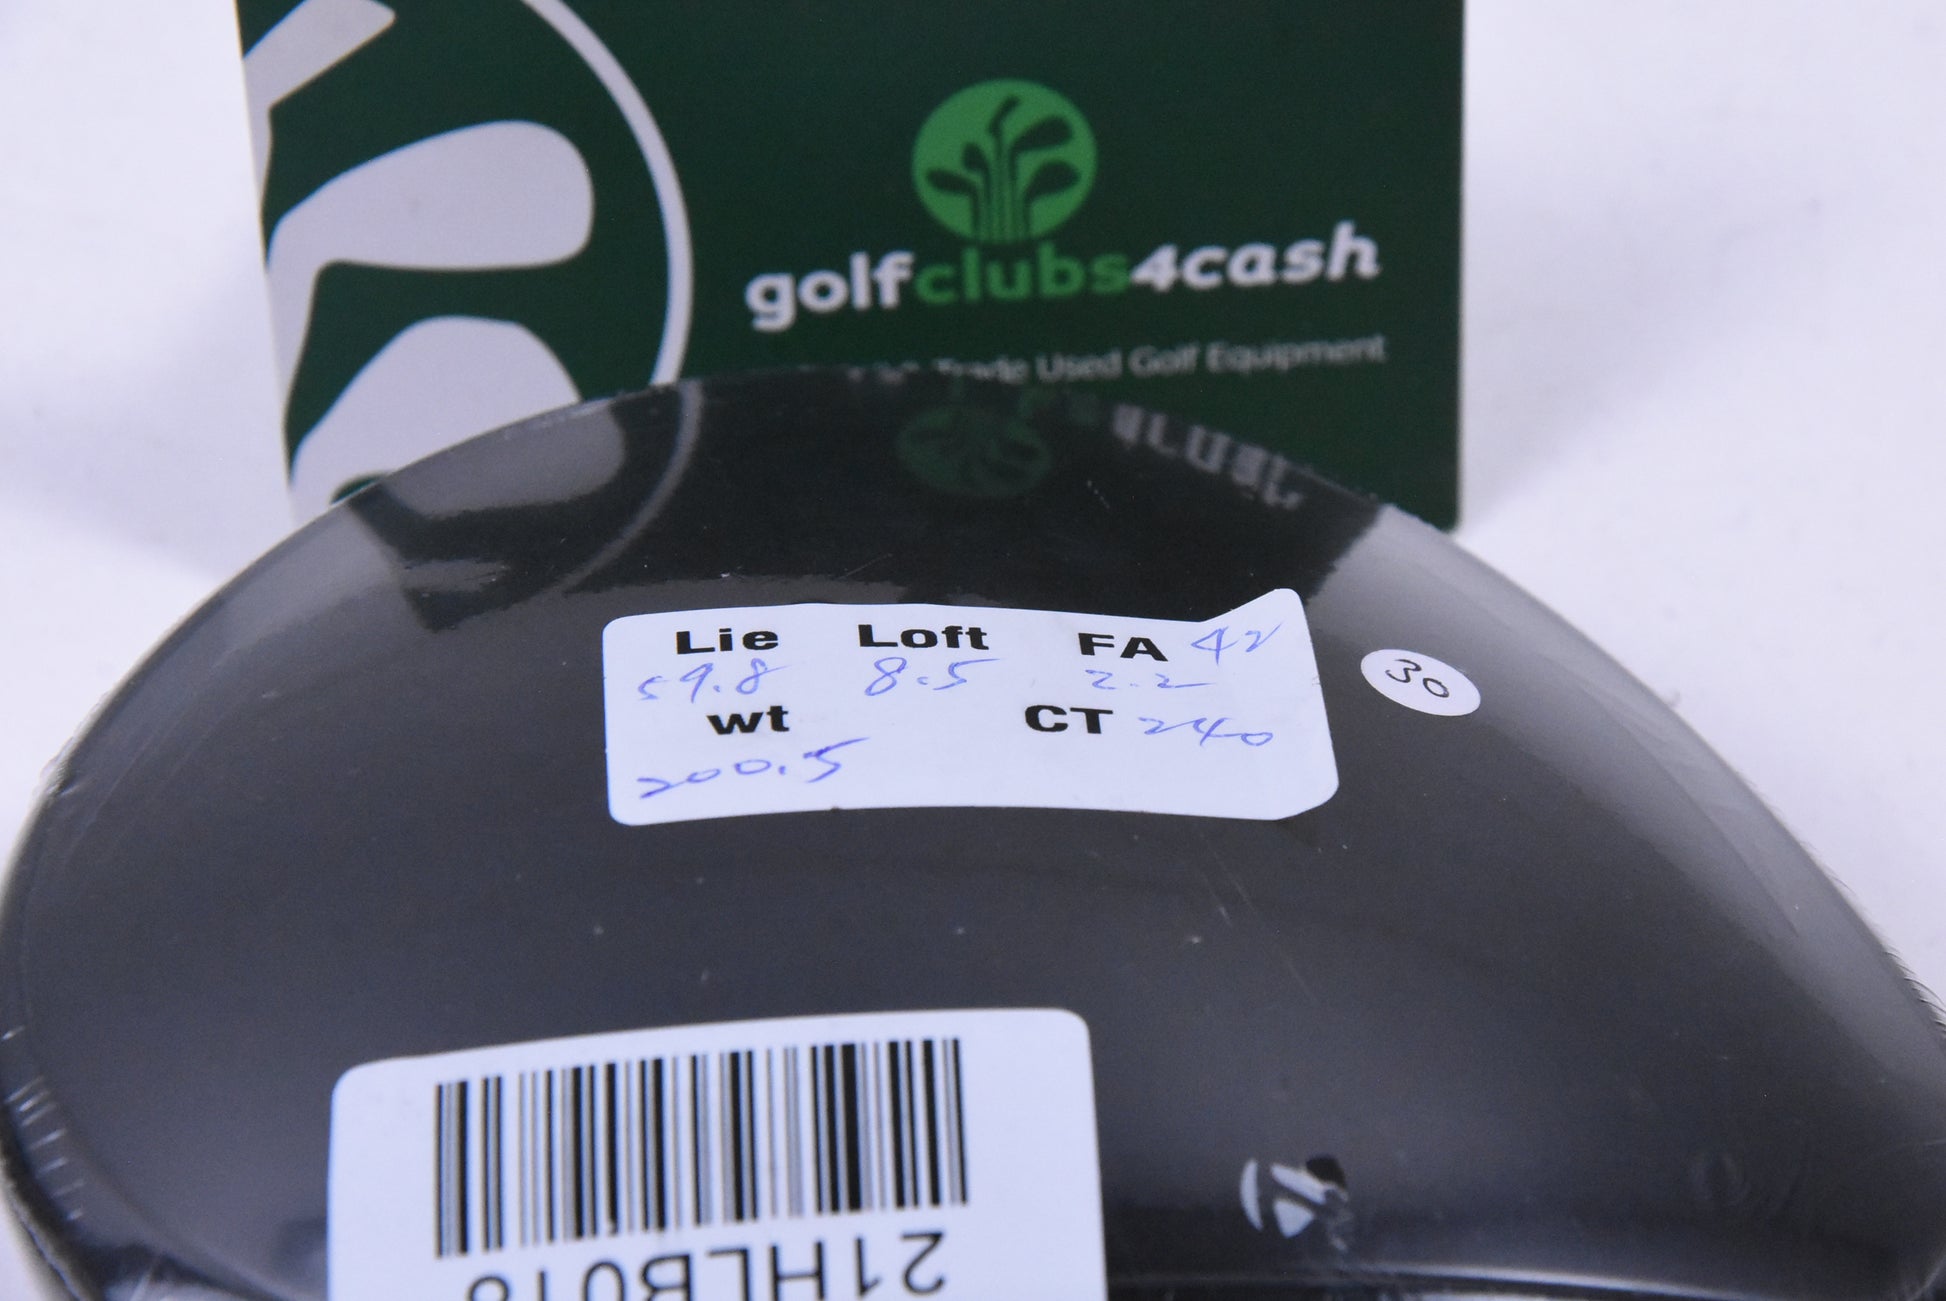 golfclubs4cash
Trade Used Golf Equipment
Lie Loft FA 42
59.8 8.5 2.2
wt CT 240
200.5
30
21HLB018